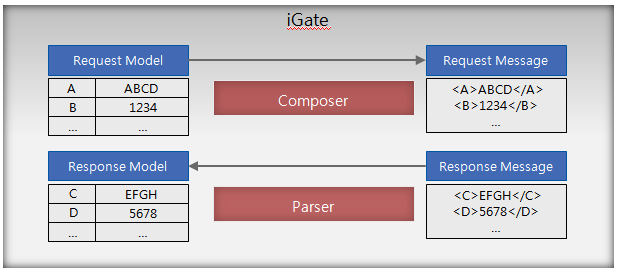 iGate
Request Model
Request Message
A ABCD
B 1234
... ...
Composer
<A>ABCD</A>
<B>1234</B>
...
Response Model
Response Message
C EFGH
D 5678
... ...
Parser
<C>EFGH</C>
<D>5678</D>
...